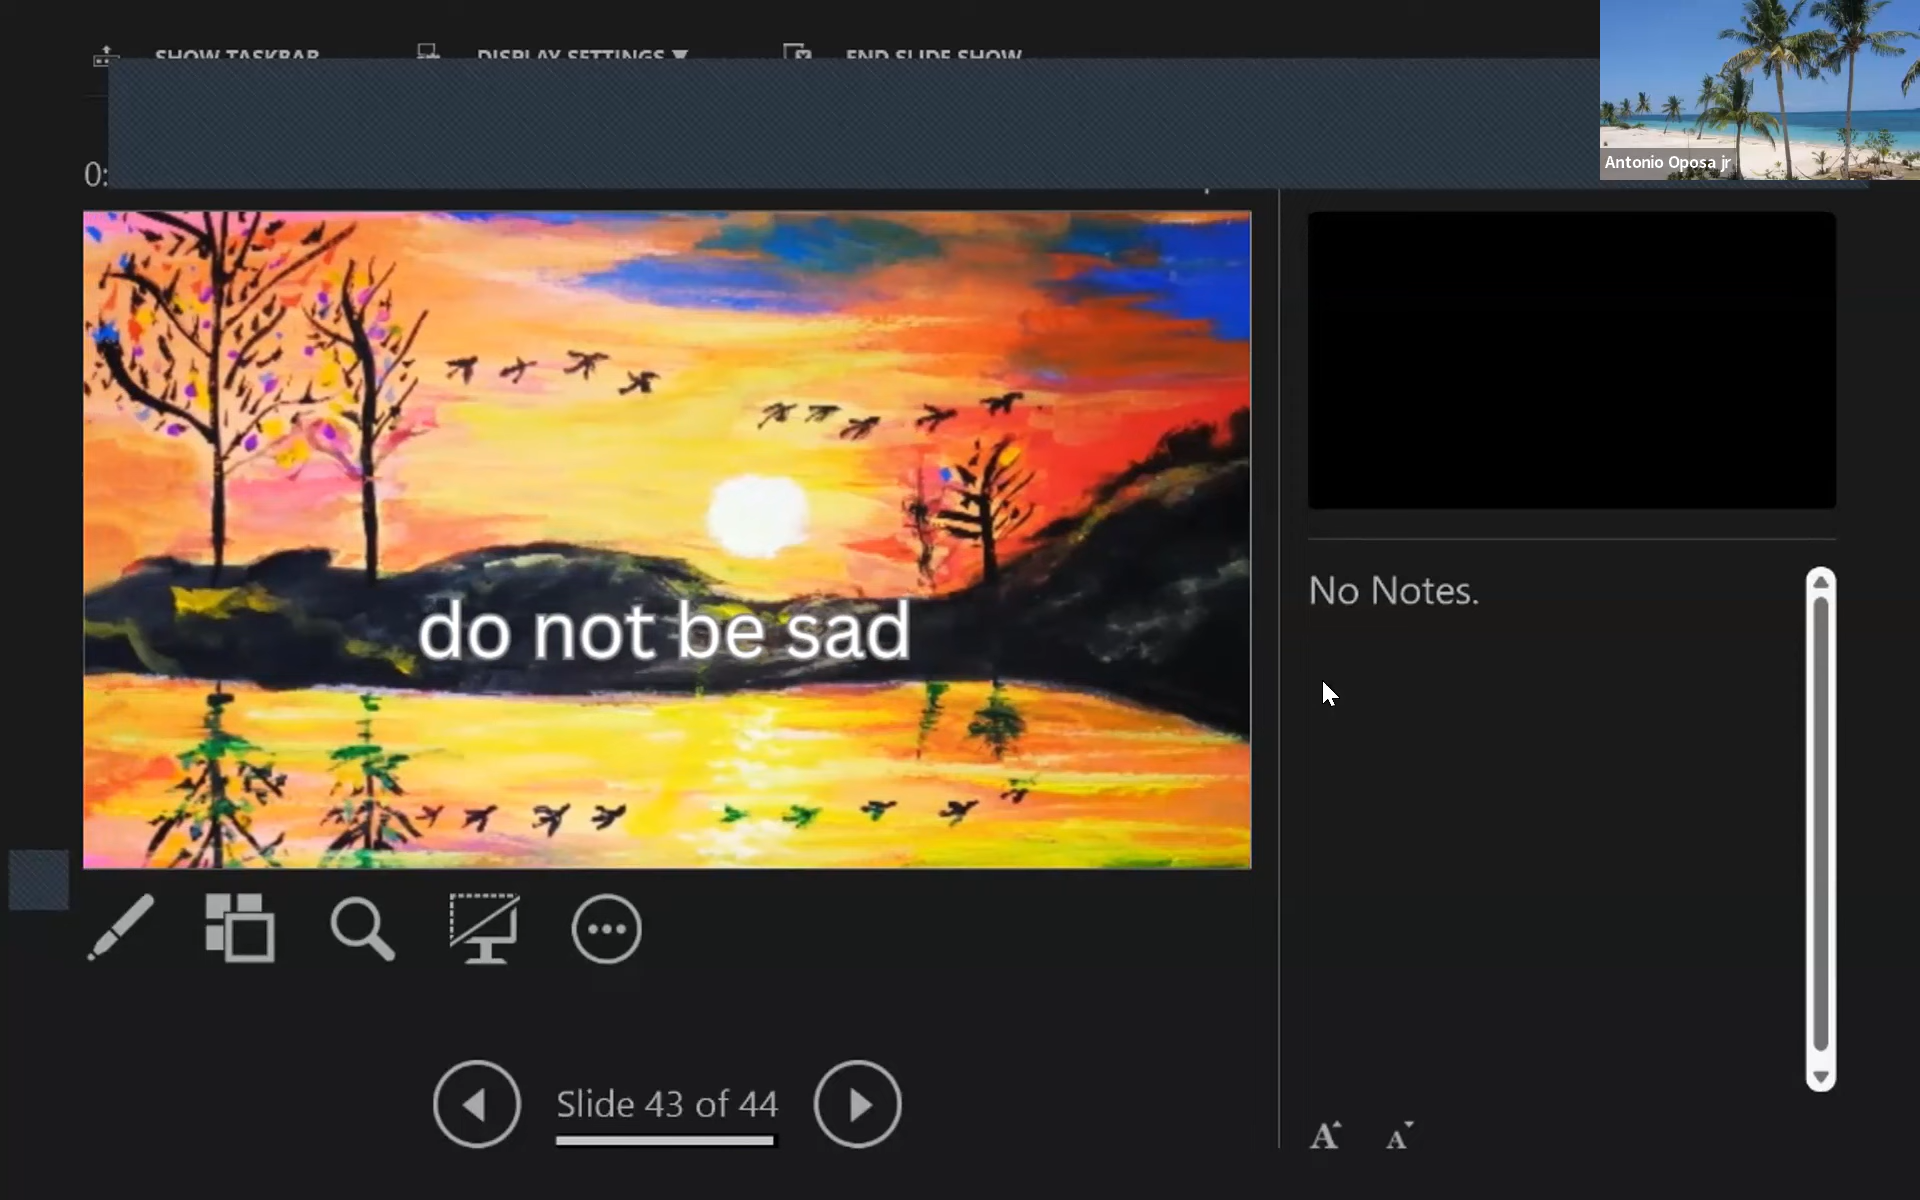 SHOW TASKBAR
DISPLAY SETTINGS
END SLIDE SHOW
Antonio Oposa jr
0:
do not be sad
No Notes.
Slide 43 of 44
A A